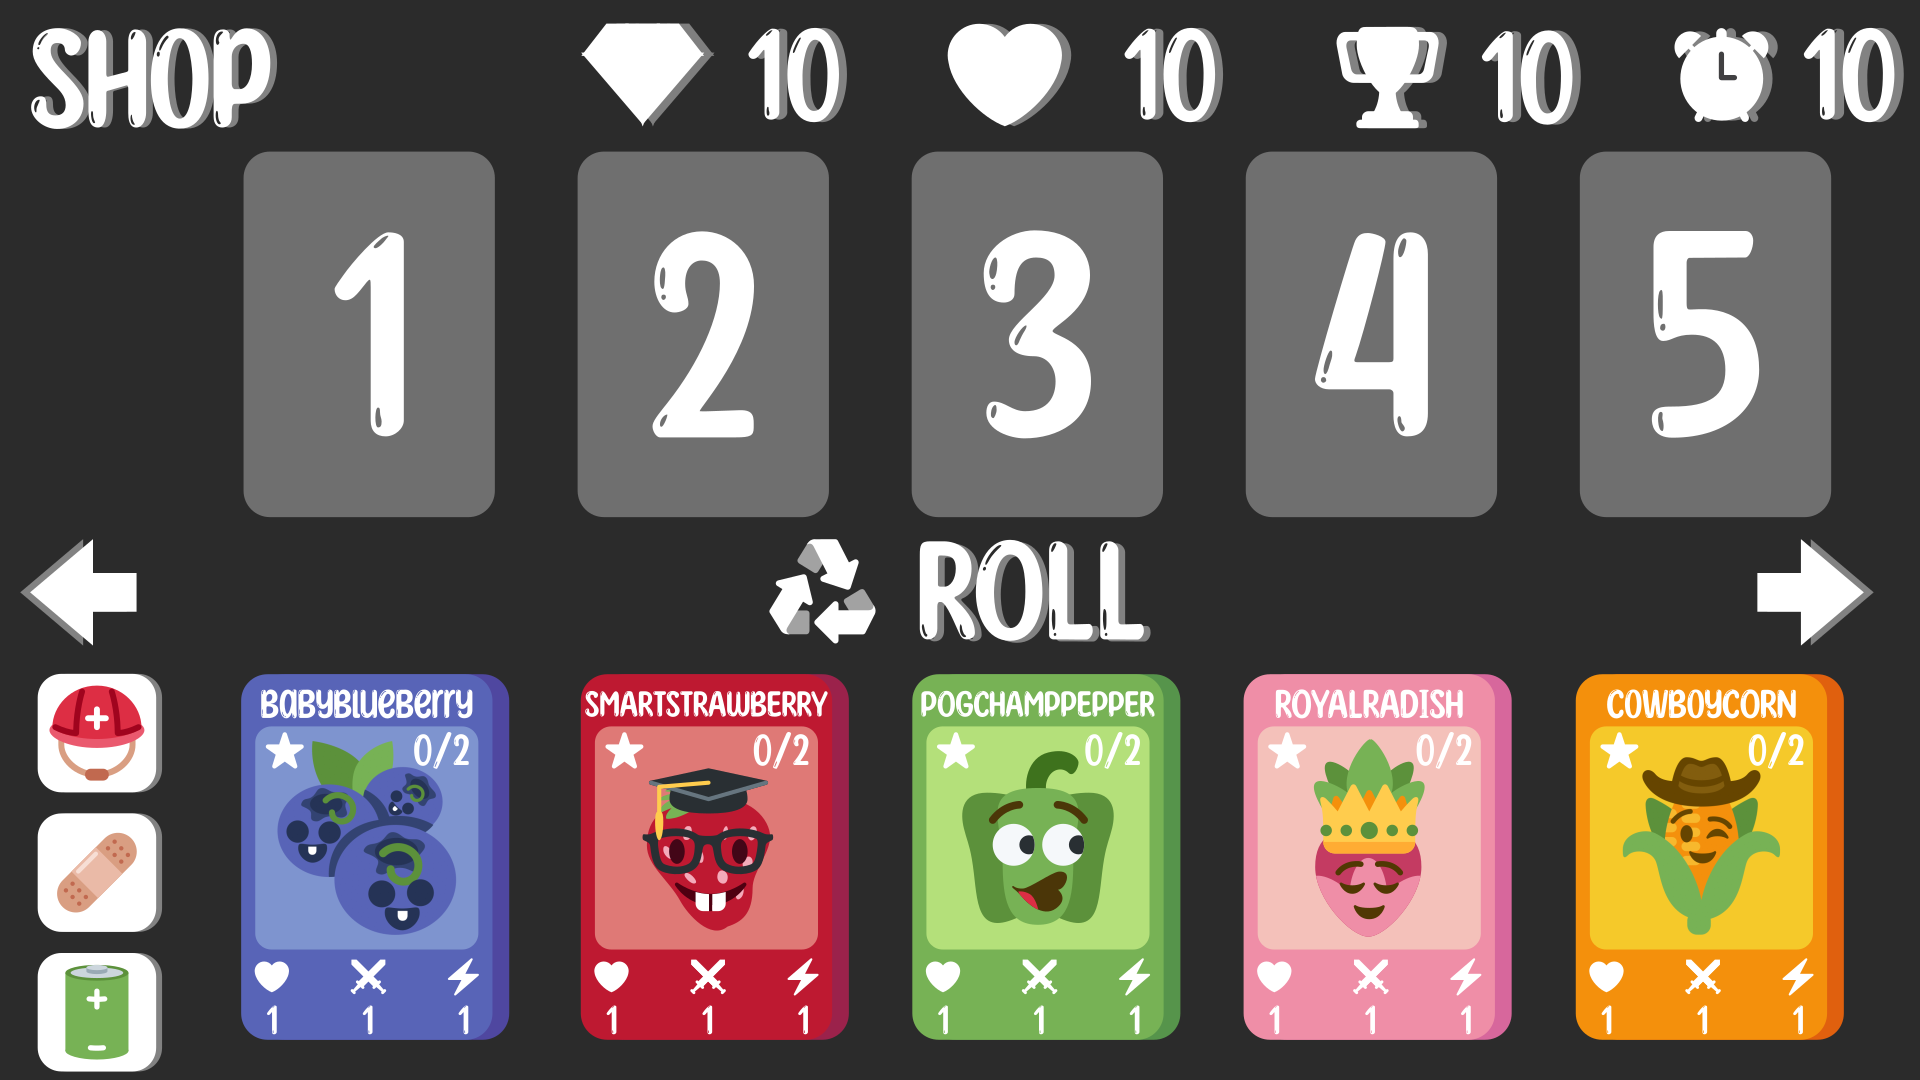 SHOP 10 10 10 10
1 2 3 4 5
ROLL
BABYBLUEBERRY
0/2
1 1 1
SMARTSTRAWBERRY
0/2
1 1 1
POGCHAMPPEPPER
0/2
1 1 1
ROYALRADISH
0/2
1 1 1
COWBOYCORN
0/2
1 1 1